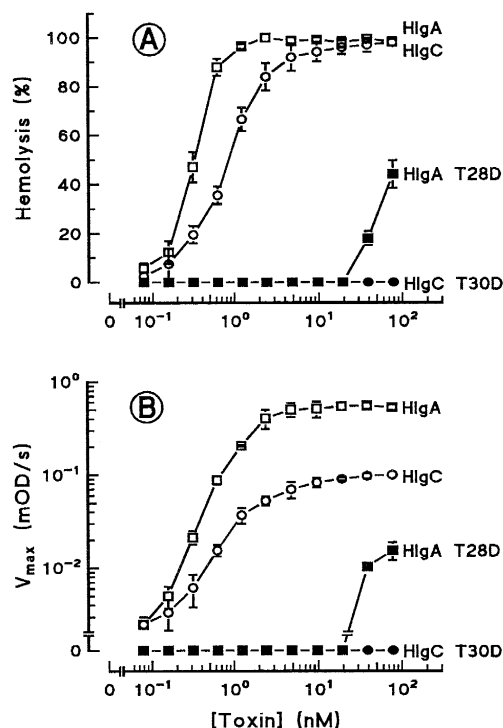 A
Hemolysis (%)
100
80
60
40
20
0
HlgA
HlgC
HlgA T28D
HlgC T30D
0 10⁻¹ 10⁰ 10¹ 10²
B
Vmax (mOD/s)
10⁰
10⁻¹
10⁻²
0
HlgA
HlgC
HlgA T28D
HlgC T30D
0 10⁻¹ 10⁰ 10¹ 10²
[Toxin] (nM)